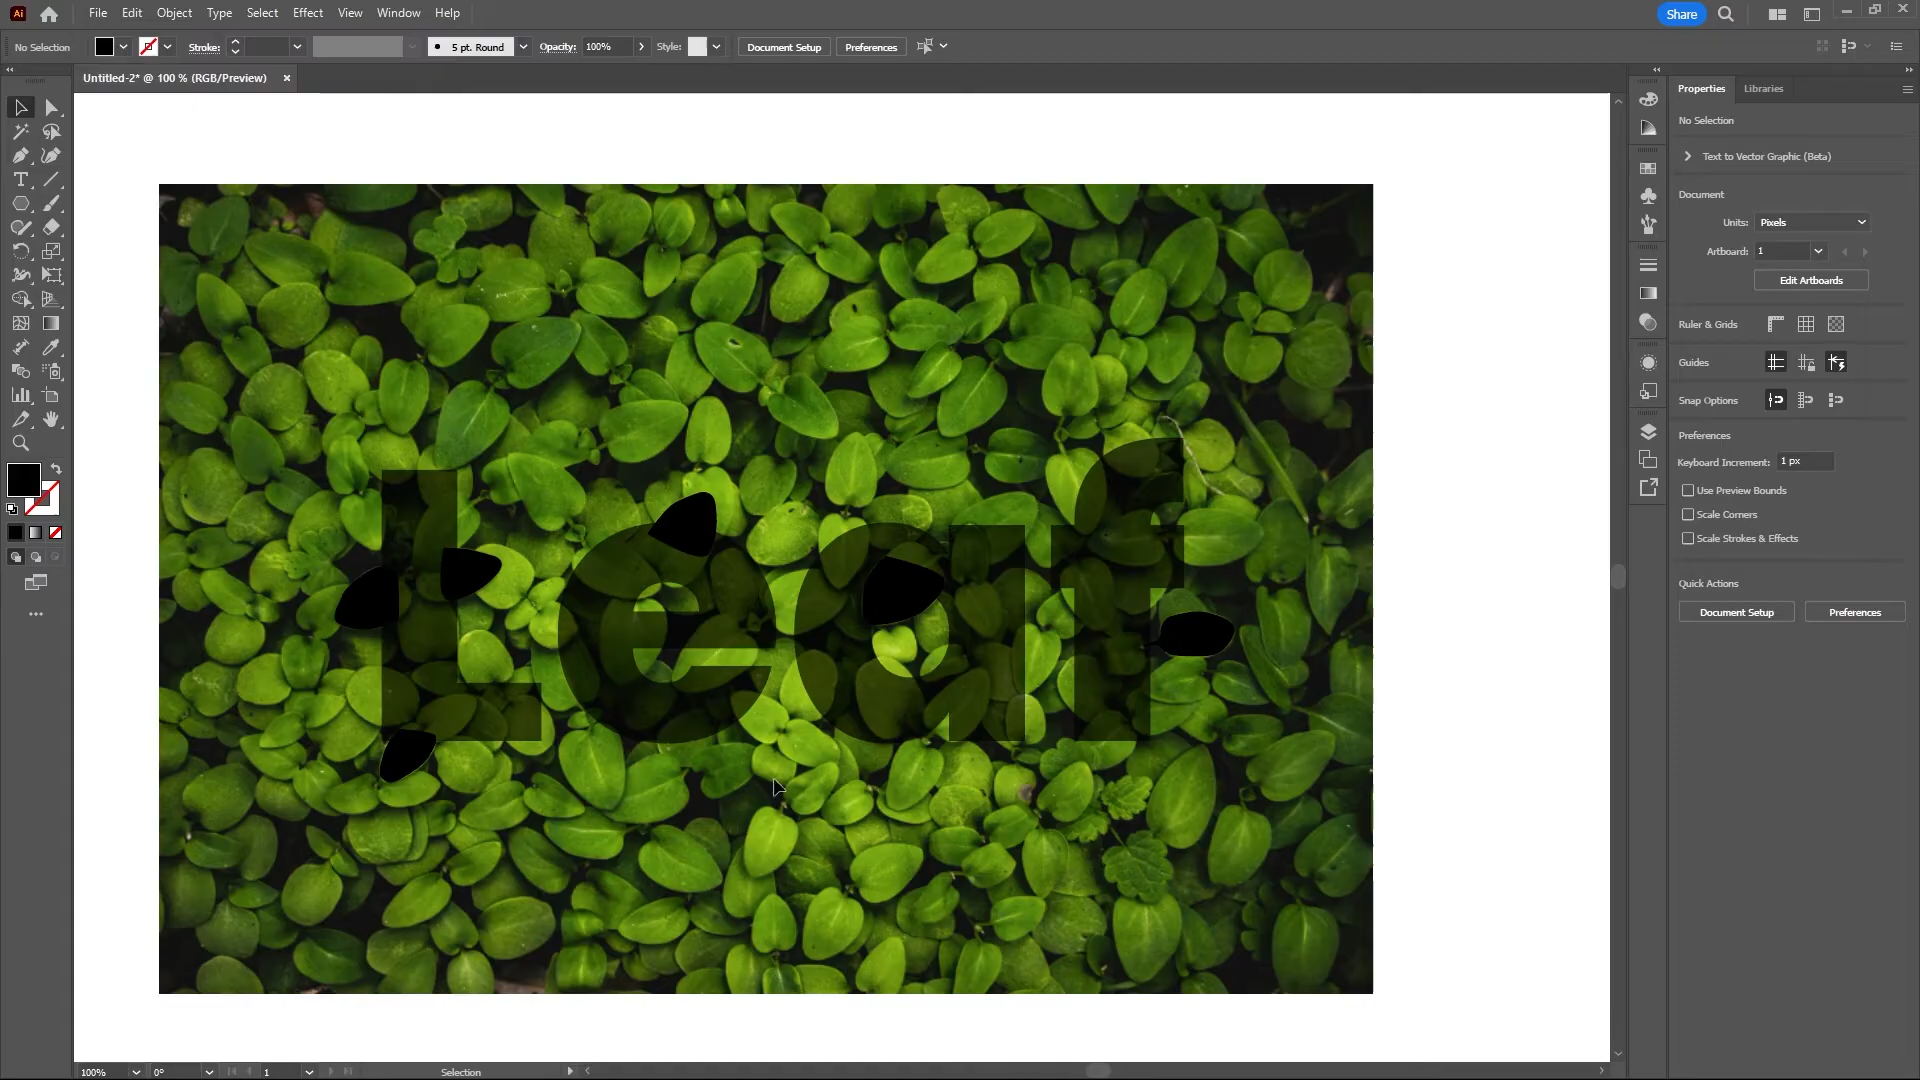 Ai File Edit Object Type Select Effect View Window Help Share
No Selection Stroke: 5 pt. Round Opacity: 100% Style: Document Setup Preferences
Untitled-2* @ 100 % (RGB/Preview)
Properties Libraries
No Selection
Text to Vector Graphic (Beta)
Document
Units: Pixels
Artboard: 1
Edit Artboards
Ruler & Grids
Guides
Snap Options
Preferences
Keyboard Increment: 1 px
Use Preview Bounds
Scale Corners
Scale Strokes & Effects
Quick Actions
Document Setup Preferences
Leaf
100% 0° 1 Selection